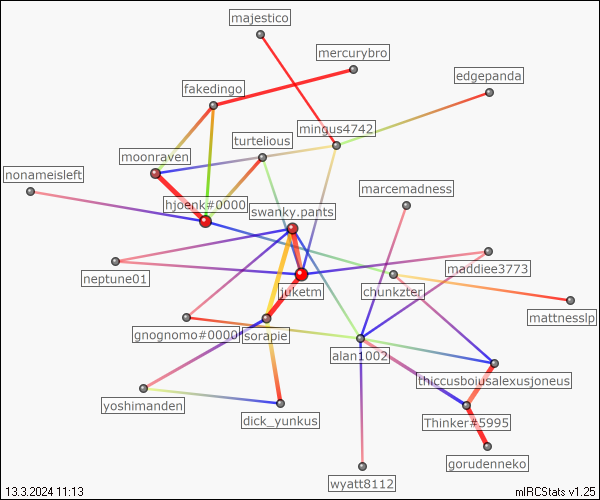 majestico
mercurybro
edgepanda
fakedingo
mingus4742
turtelious
moonraven
nonameisleft
marcemadness
hjoenk#0000
swanky.pants
maddiee3773
neptune01
juketm
chunkzter
mattnesslp
gnognomo#0000
sorapie
alan1002
thiccusboiusalexusjoneus
yoshimanden
dick_yunkus
Thinker#5995
gorudenneko
wyatt8112
13.3.2024 11:13
mIRCStats v1.25